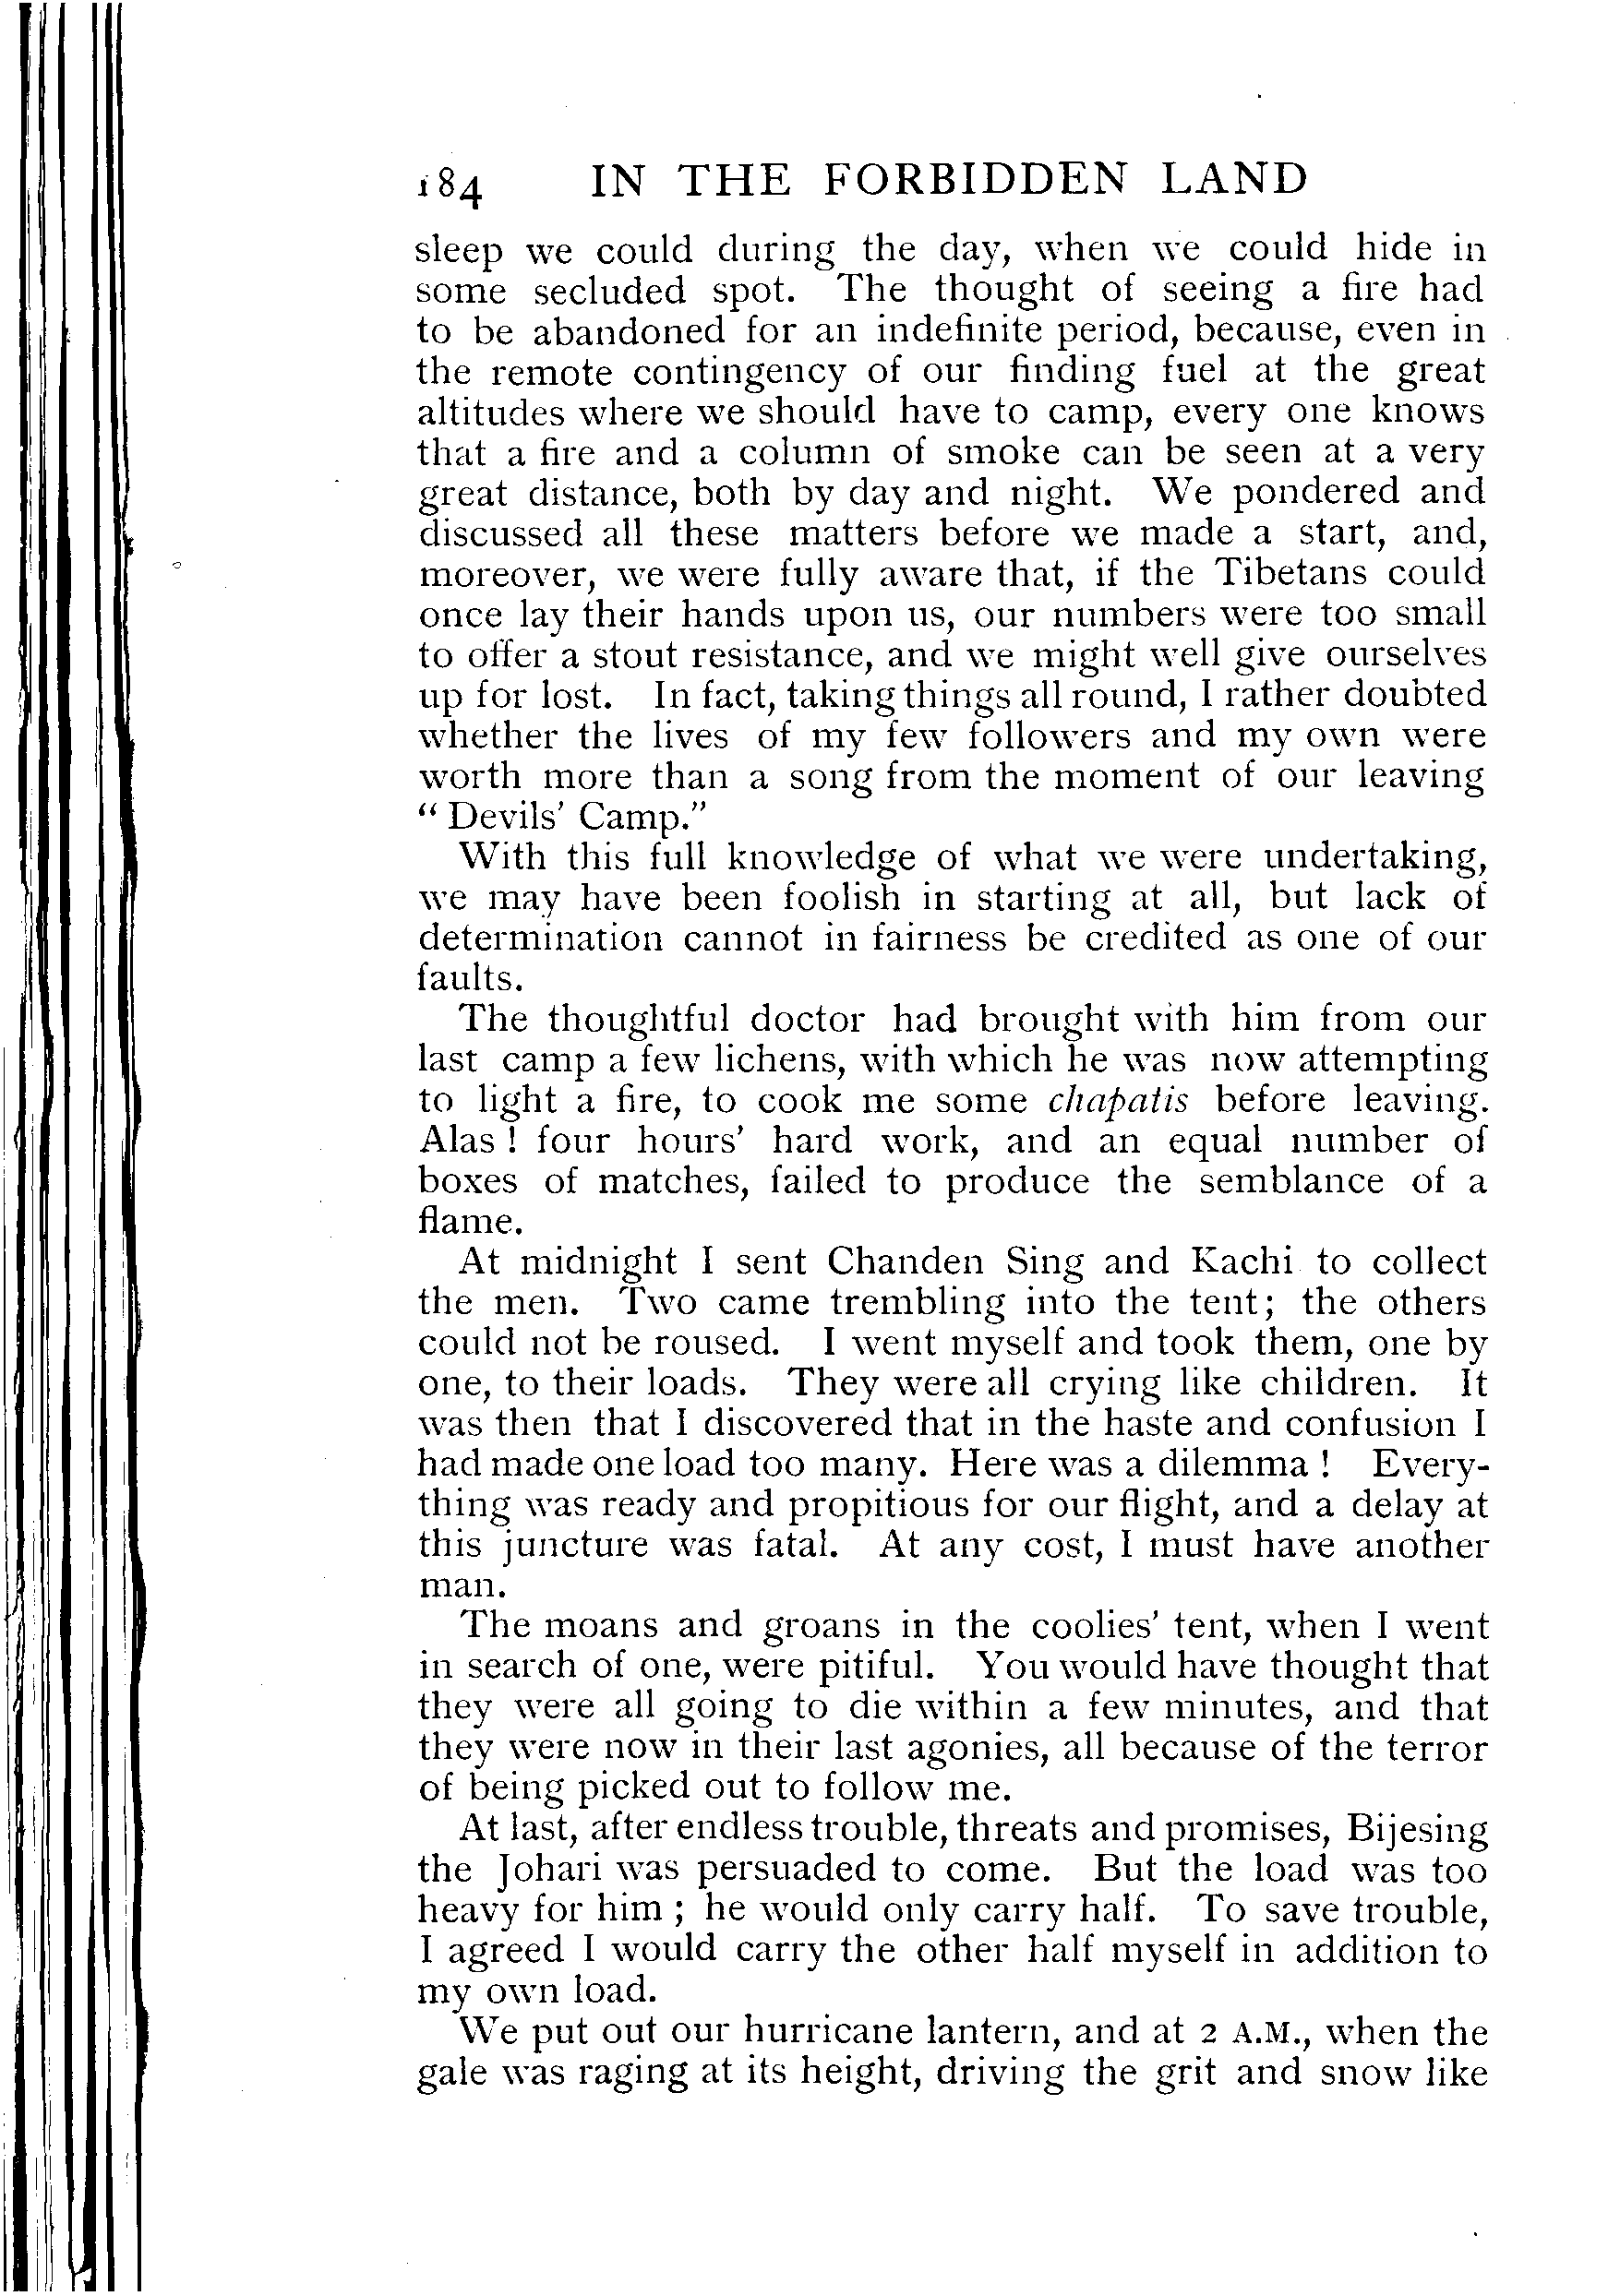 184 IN THE FORBIDDEN LAND
sleep we could during the day, when we could hide in
some secluded spot. The thought of seeing a fire had
to be abandoned for an indefinite period, because, even in
the remote contingency of our finding fuel at the great
altitudes where we should have to camp, every one knows
that a fire and a column of smoke can be seen at a very
great distance, both by day and night. We pondered and
discussed all these matters before we made a start, and,
moreover, we were fully aware that, if the Tibetans could
once lay their hands upon us, our numbers were too small
to offer a stout resistance, and we might well give ourselves
up for lost. In fact, taking things all round, I rather doubted
whether the lives of my few followers and my own were
worth more than a song from the moment of our leaving
“ Devils’ Camp.”
With this full knowledge of what we were undertaking,
we may have been foolish in starting at all, but lack of
determination cannot in fairness be credited as one of our
faults.
The thoughtful doctor had brought with him from our
last camp a few lichens, with which he was now attempting
to light a fire, to cook me some chapatis before leaving.
Alas ! four hours’ hard work, and an equal number of
boxes of matches, failed to produce the semblance of a
flame.
At midnight I sent Chanden Sing and Kachi to collect
the men. Two came trembling into the tent; the others
could not be roused. I went myself and took them, one by
one, to their loads. They were all crying like children. It
was then that I discovered that in the haste and confusion I
had made one load too many. Here was a dilemma ! Every-
thing was ready and propitious for our flight, and a delay at
this juncture was fatal. At any cost, I must have another
man.
The moans and groans in the coolies’ tent, when I went
in search of one, were pitiful. You would have thought that
they were all going to die within a few minutes, and that
they were now in their last agonies, all because of the terror
of being picked out to follow me.
At last, after endless trouble, threats and promises, Bijesing
the Johari was persuaded to come. But the load was too
heavy for him ; he would only carry half. To save trouble,
I agreed I would carry the other half myself in addition to
my own load.
We put out our hurricane lantern, and at 2 A.M., when the
gale was raging at its height, driving the grit and snow like